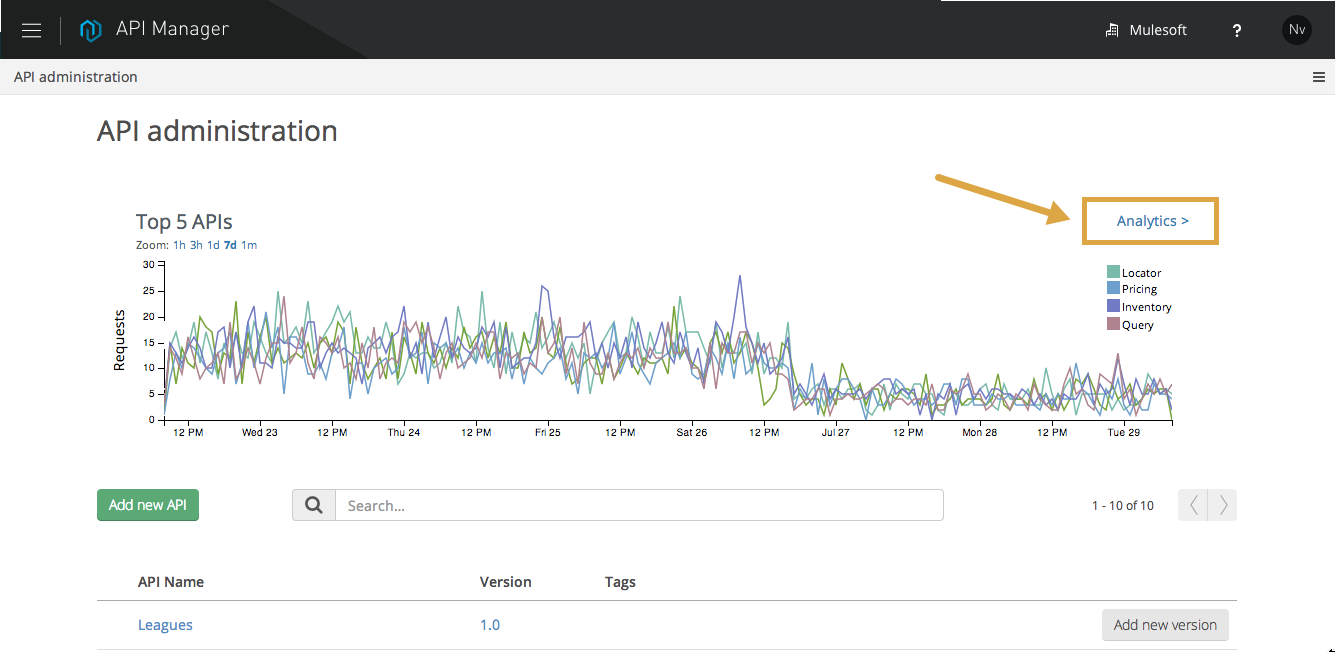 API Manager
Mulesoft
?
Nv
API administration
API administration
Top 5 APIs
Analytics >
Zoom: 1h 3h 1d 7d 1m
Requests
30
25
20
15
10
5
0
12 PM Wed 23 12 PM Thu 24 12 PM Fri 25 12 PM Sat 26 12 PM Jul 27 12 PM Mon 28 12 PM Tue 29
Locator
Pricing
Inventory
Query
Add new API
Search...
1 - 10 of 10
API Name Version Tags
Leagues 1.0 Add new version